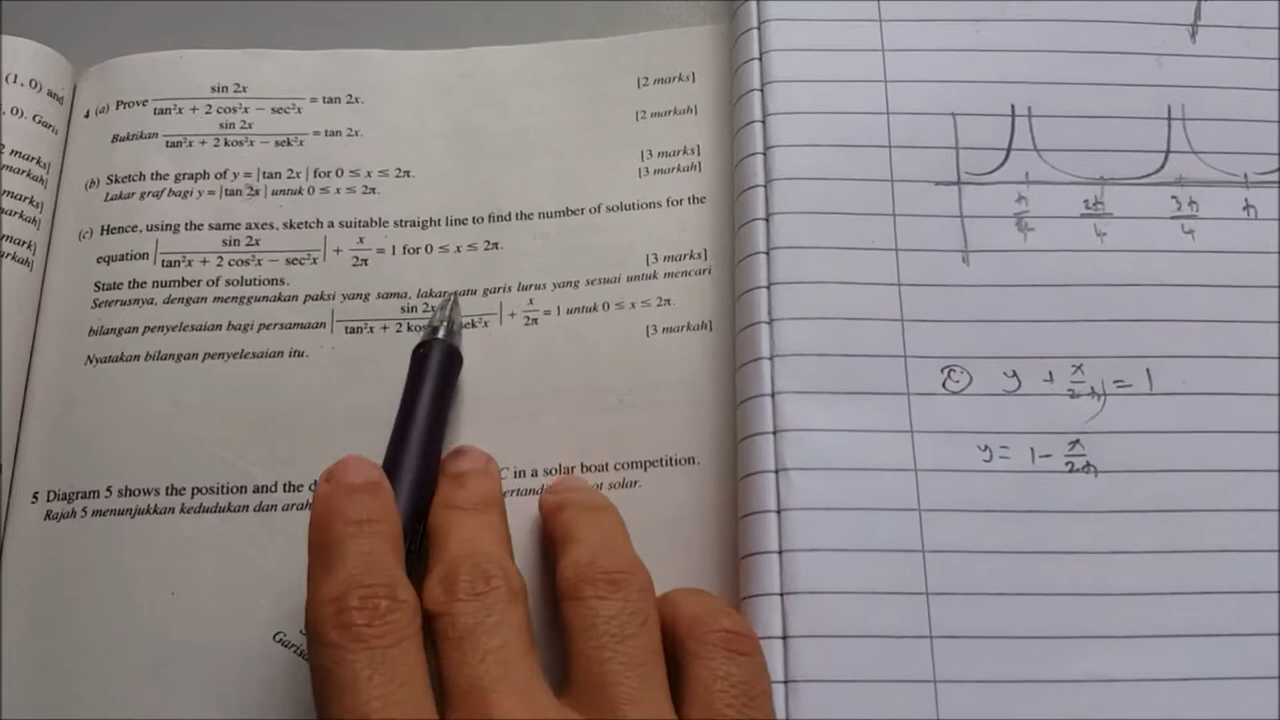 (1, 0) and
, 0). Garis
2 marks]
markah]
marks]
markah]
mark]
arkah]
4 (a) Prove sin 2x / tan²x + 2 cos²x − sec²x = tan 2x. [2 marks]
Buktikan sin 2x / tan²x + 2 kos²x − sek²x = tan 2x. [2 markah]
(b) Sketch the graph of y = |tan 2x| for 0 ≤ x ≤ 2π. [3 marks]
Lakar graf bagi y = |tan 2x| untuk 0 ≤ x ≤ 2π. [3 markah]
(c) Hence, using the same axes, sketch a suitable straight line to find the number of solutions for the
equation |sin 2x / tan²x + 2 cos²x − sec²x| + x/2π = 1 for 0 ≤ x ≤ 2π.
State the number of solutions. [3 marks]
Seterusnya, dengan menggunakan paksi yang sama, lakar satu garis lurus yang sesuai untuk mencari
bilangan penyelesaian bagi persamaan |sin 2x / tan²x + 2 kos sek²x| + x/2π = 1 untuk 0 ≤ x ≤ 2π.
Nyatakan bilangan penyelesaian itu. [3 markah]
5 Diagram 5 shows the position and the d C in a solar boat competition.
Rajah 5 menunjukkan kedudukan dan arah ot solar.
π/4 2π/4 3π/4 π
(c) y + x/2π = 1
y = 1 − x/2π